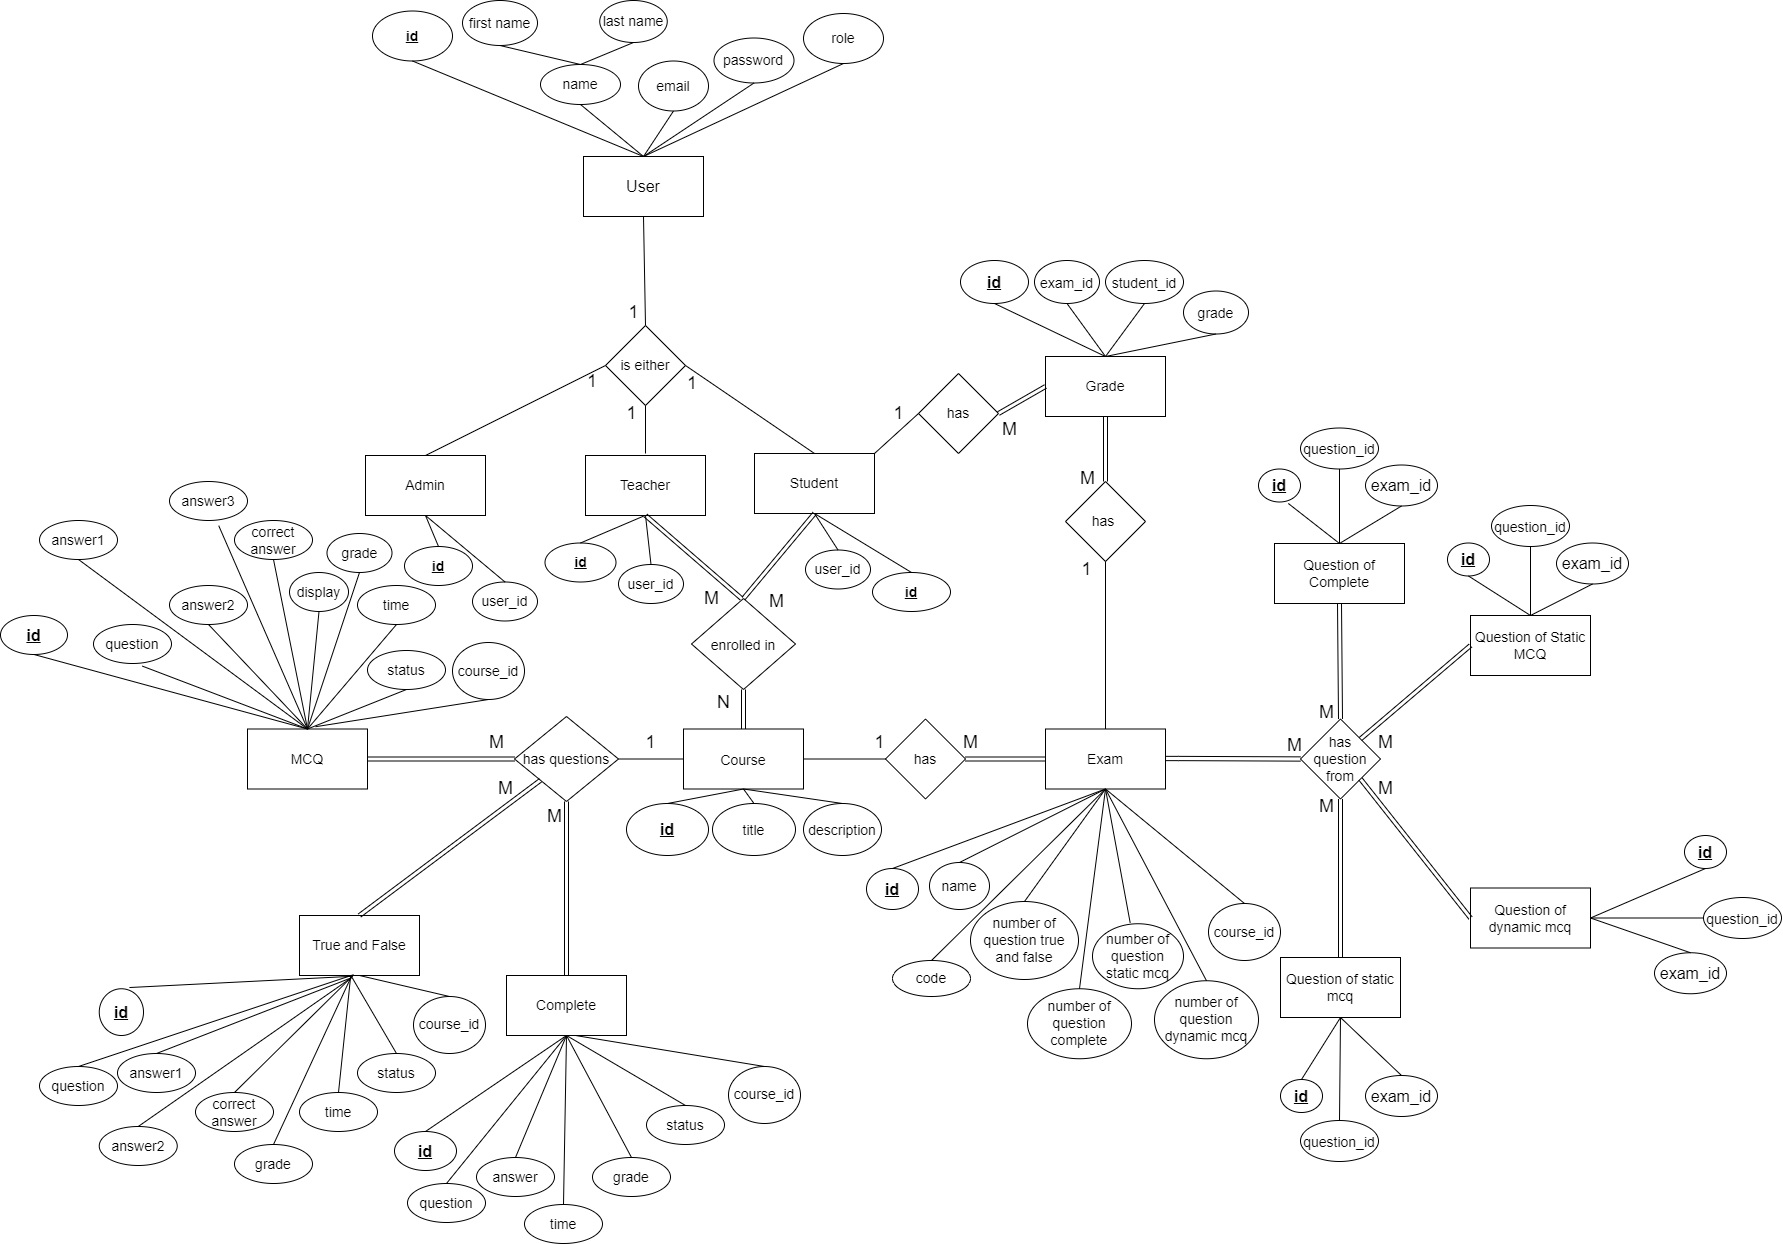 first name
last name
id
role
name
email
password
User
1
is either
1
1
1
id
exam_id
student_id
grade
Grade
has
1
M
M
has
1
Admin
Teacher
Student
id
user_id
id
user_id
user_id
id
M
M
enrolled in
N
answer3
answer1
correct
answer
grade
display
answer2
time
id
question
status
course_id
MCQ
M
has questions
1
M
M
Course
id
title
description
1
has
M
Exam
id
name
code
number of
question true
and false
number of
question
complete
number of
question
static mcq
number of
question
dynamic mcq
course_id
question_id
id
exam_id
Question of
Complete
question_id
id
exam_id
Question of Static
MCQ
M
M
M
has
question
from
M
M
id
question_id
exam_id
Question of
dynamic mcq
Question of static
mcq
id
exam_id
question_id
True and False
id
course_id
question
answer1
status
correct
answer
time
answer2
grade
Complete
course_id
status
id
answer
grade
question
time